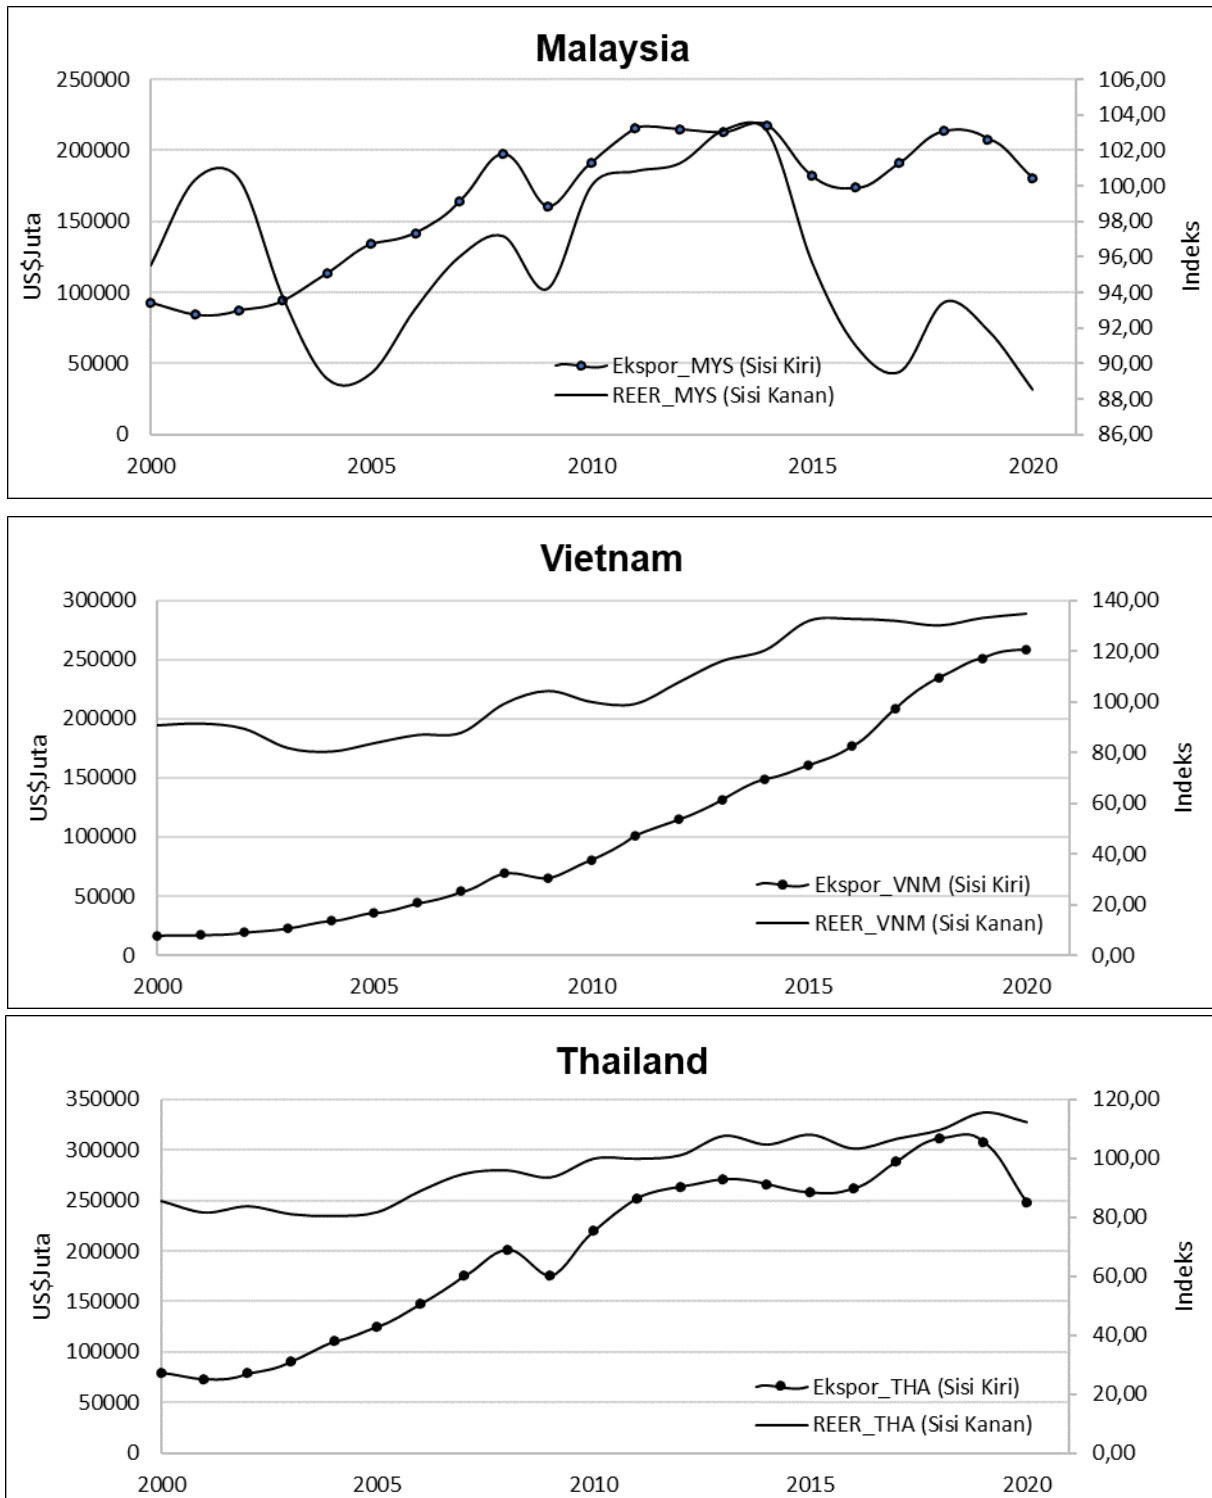 Malaysia
250000
200000
150000
100000
50000
0
US$Juta
106,00
104,00
102,00
100,00
98,00
96,00
94,00
92,00
90,00
88,00
86,00
Indeks
Ekspor_MYS (Sisi Kiri)
REER_MYS (Sisi Kanan)
2000 2005 2010 2015 2020
Vietnam
300000
250000
200000
150000
100000
50000
0
US$Juta
140,00
120,00
100,00
80,00
60,00
40,00
20,00
0,00
Indeks
Ekspor_VNM (Sisi Kiri)
REER_VNM (Sisi Kanan)
2000 2005 2010 2015 2020
Thailand
350000
300000
250000
200000
150000
100000
50000
0
US$Juta
120,00
100,00
80,00
60,00
40,00
20,00
0,00
Indeks
Ekspor_THA (Sisi Kiri)
REER_THA (Sisi Kanan)
2000 2005 2010 2015 2020